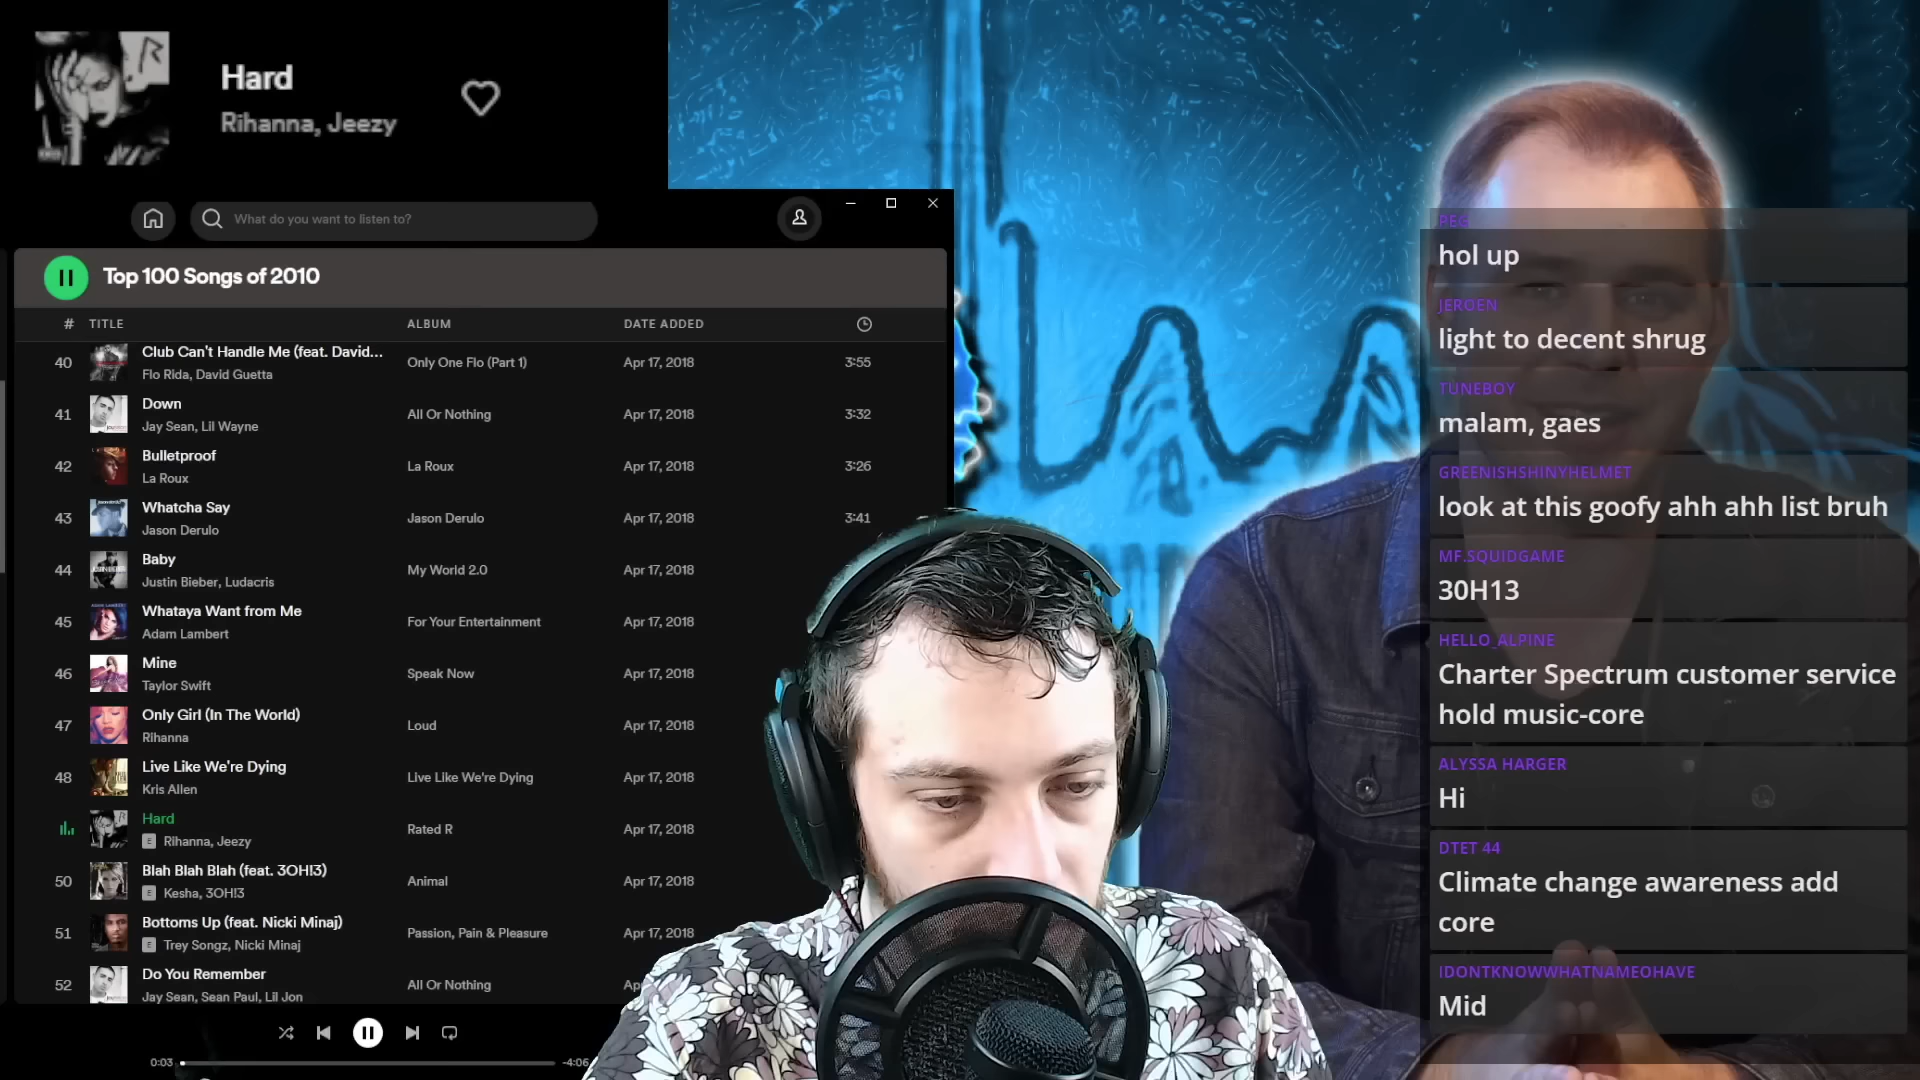 Hard
Rihanna, Jeezy
What do you want to listen to?
Top 100 Songs of 2010
# TITLE ALBUM DATE ADDED
40 Club Can't Handle Me (feat. David... Only One Flo (Part 1) Apr 17, 2018 3:55
Flo Rida, David Guetta
41 Down All Or Nothing Apr 17, 2018 3:32
Jay Sean, Lil Wayne
42 Bulletproof La Roux Apr 17, 2018 3:26
La Roux
43 Whatcha Say Jason Derulo Apr 17, 2018 3:41
Jason Derulo
44 Baby My World 2.0 Apr 17, 2018
Justin Bieber, Ludacris
45 Whataya Want from Me For Your Entertainment Apr 17, 2018
Adam Lambert
46 Mine Speak Now Apr 17, 2018
Taylor Swift
47 Only Girl (In The World) Loud Apr 17, 2018
Rihanna
48 Live Like We're Dying Live Like We're Dying Apr 17, 2018
Kris Allen
Hard Rated R Apr 17, 2018
E Rihanna, Jeezy
50 Blah Blah Blah (feat. 3OH!3) Animal Apr 17, 2018
E Kesha, 3OH!3
51 Bottoms Up (feat. Nicki Minaj) Passion, Pain & Pleasure Apr 17, 2018
E Trey Songz, Nicki Minaj
52 Do You Remember All Or Nothing
Jay Sean, Sean Paul, Lil Jon
0:03 -4:06
PEG
hol up
JEROEN
light to decent shrug
TUNEBOY
malam, gaes
GREENISHSHINYHELMET
look at this goofy ahh ahh list bruh
MF.SQUIDGAME
30H13
HELLO_ALPINE
Charter Spectrum customer service
hold music-core
ALYSSA HARGER
Hi
DTET 44
Climate change awareness add
core
IDONTKNOWWHATNAMEOHAVE
Mid